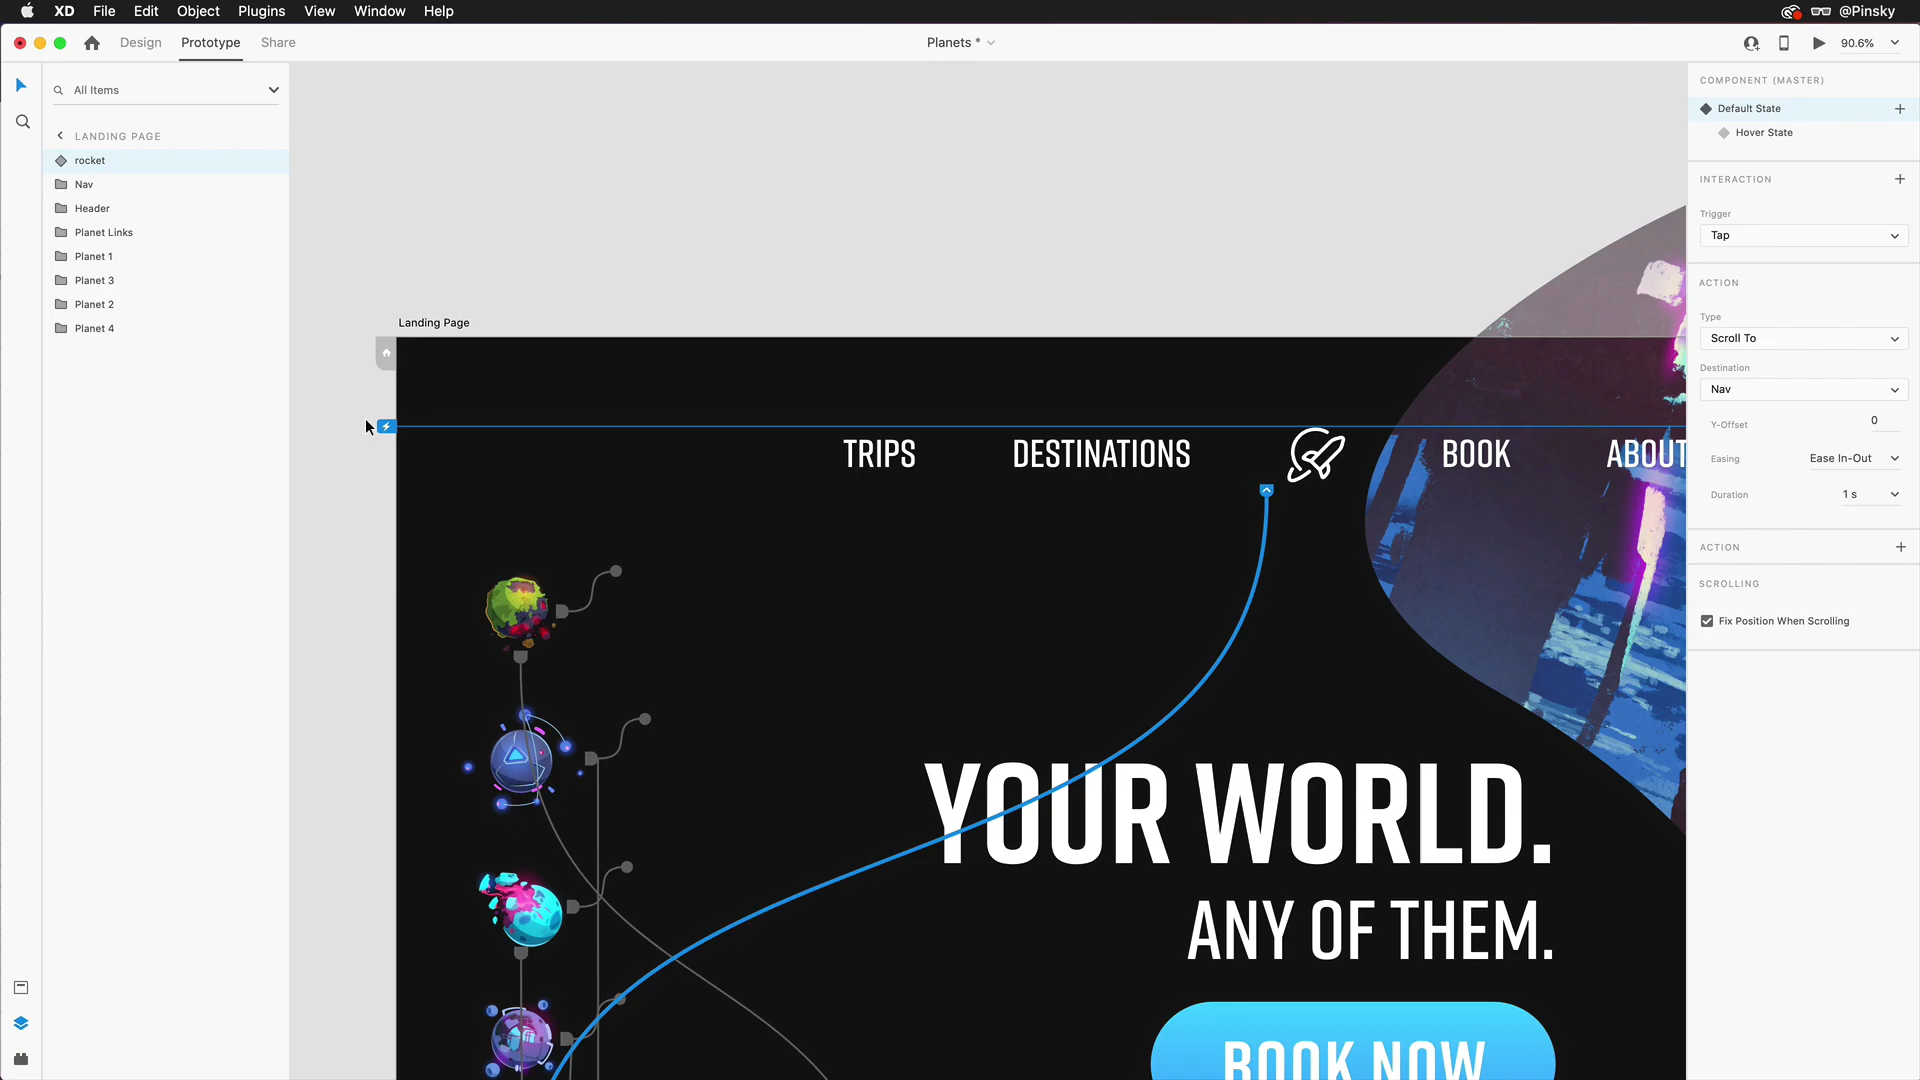 XD File Edit Object Plugins View Window Help @Pinsky
Design Prototype Share Planets * 90.6%
All Items
LANDING PAGE
rocket
Nav
Header
Planet Links
Planet 1
Planet 3
Planet 2
Planet 4
Landing Page
TRIPS DESTINATIONS BOOK ABOUT
YOUR WORLD.
ANY OF THEM.
BOOK NOW
COMPONENT (MASTER)
Default State
Hover State
INTERACTION
Trigger
Tap
ACTION
Type
Scroll To
Destination
Nav
Y-Offset 0
Easing Ease In-Out
Duration 1 s
ACTION
SCROLLING
Fix Position When Scrolling